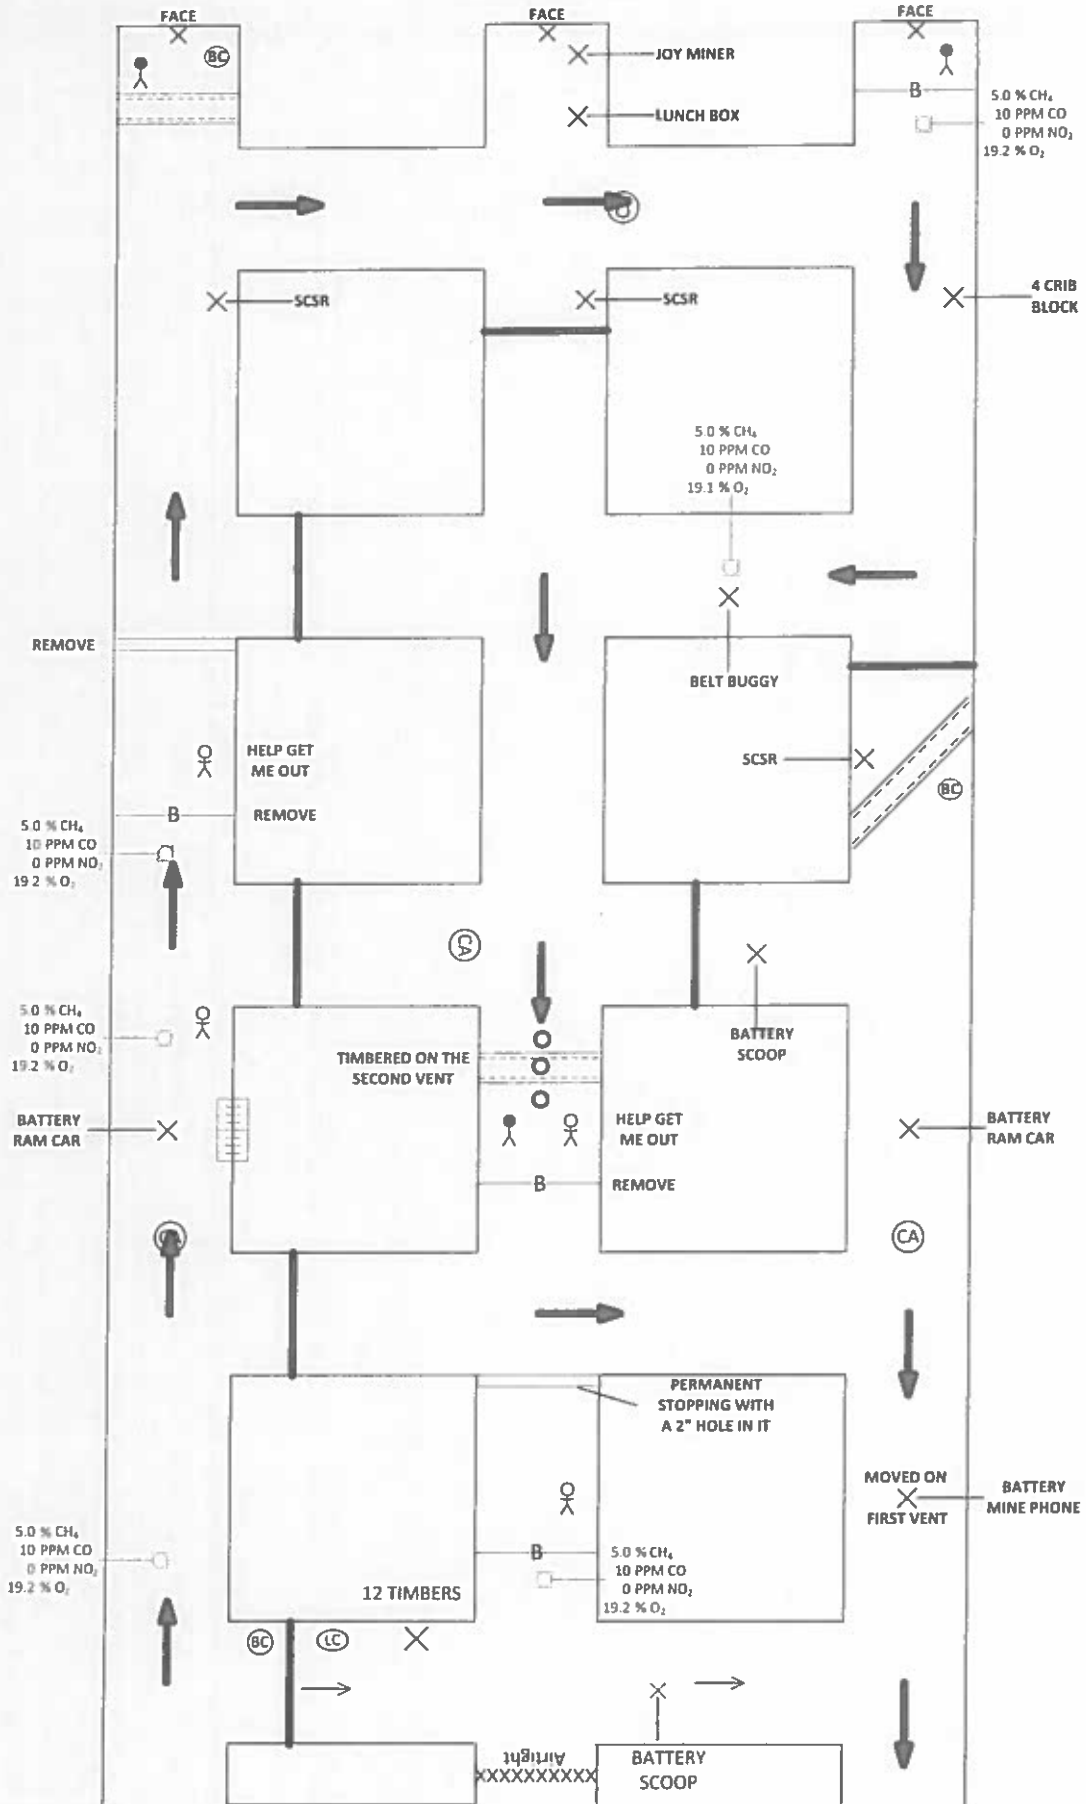 FACE
FACE
FACE
BC
JOY MINER
LUNCH BOX
B
5.0 % CH₄
10 PPM CO
0 PPM NO₂
19.2 % O₂
SCSR
SCSR
4 CRIB
BLOCK
5.0 % CH₄
10 PPM CO
0 PPM NO₂
19.1 % O₂
REMOVE
BELT BUGGY
HELP GET
ME OUT
SCSR
BC
B
REMOVE
5.0 % CH₄
10 PPM CO
0 PPM NO₂
19.2 % O₂
CA
5.0 % CH₄
10 PPM CO
0 PPM NO₂
19.2 % O₂
BATTERY
SCOOP
TIMBERED ON THE
SECOND VENT
BATTERY
RAM CAR
HELP GET
ME OUT
BATTERY
RAM CAR
B
REMOVE
CA
PERMANENT
STOPPING WITH
A 2" HOLE IN IT
MOVED ON
FIRST VENT
BATTERY
MINE PHONE
5.0 % CH₄
10 PPM CO
0 PPM NO₂
19.2 % O₂
B
5.0 % CH₄
10 PPM CO
0 PPM NO₂
19.2 % O₂
12 TIMBERS
BC
LC
Airtight
XXXXXXXXXX
BATTERY
SCOOP